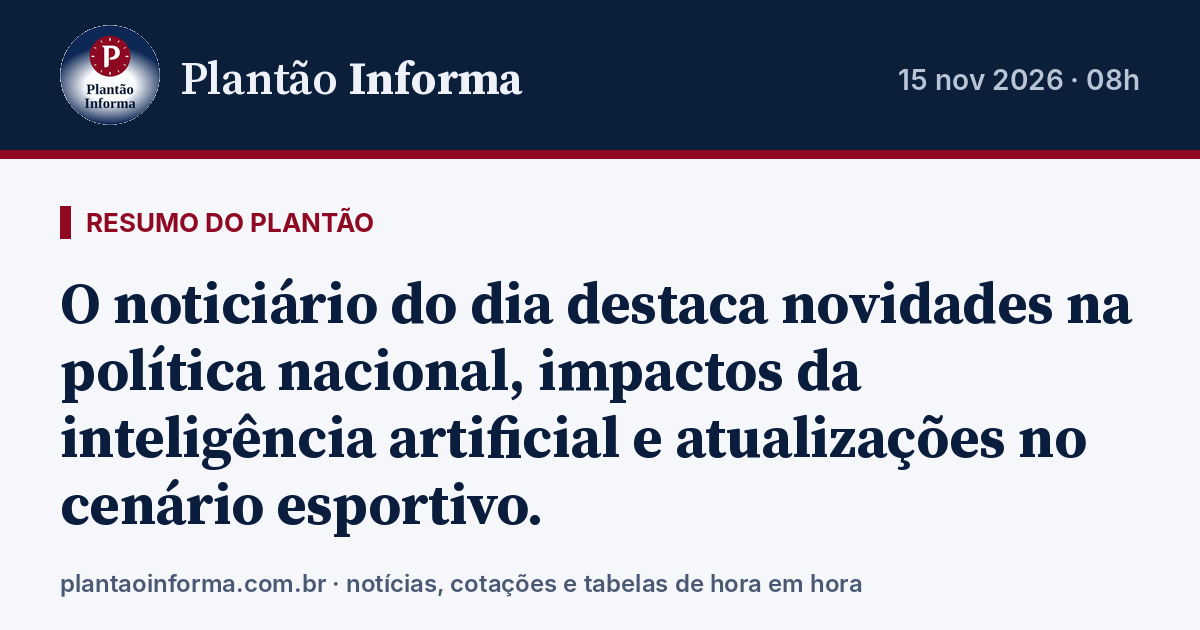 P
Plantão
Informa
Plantão Informa
15 nov 2026 · 08h
RESUMO DO PLANTÃO
O noticiário do dia destaca novidades na
política nacional, impactos da
inteligência artificial e atualizações no
cenário esportivo.
plantaoinforma.com.br · notícias, cotações e tabelas de hora em hora